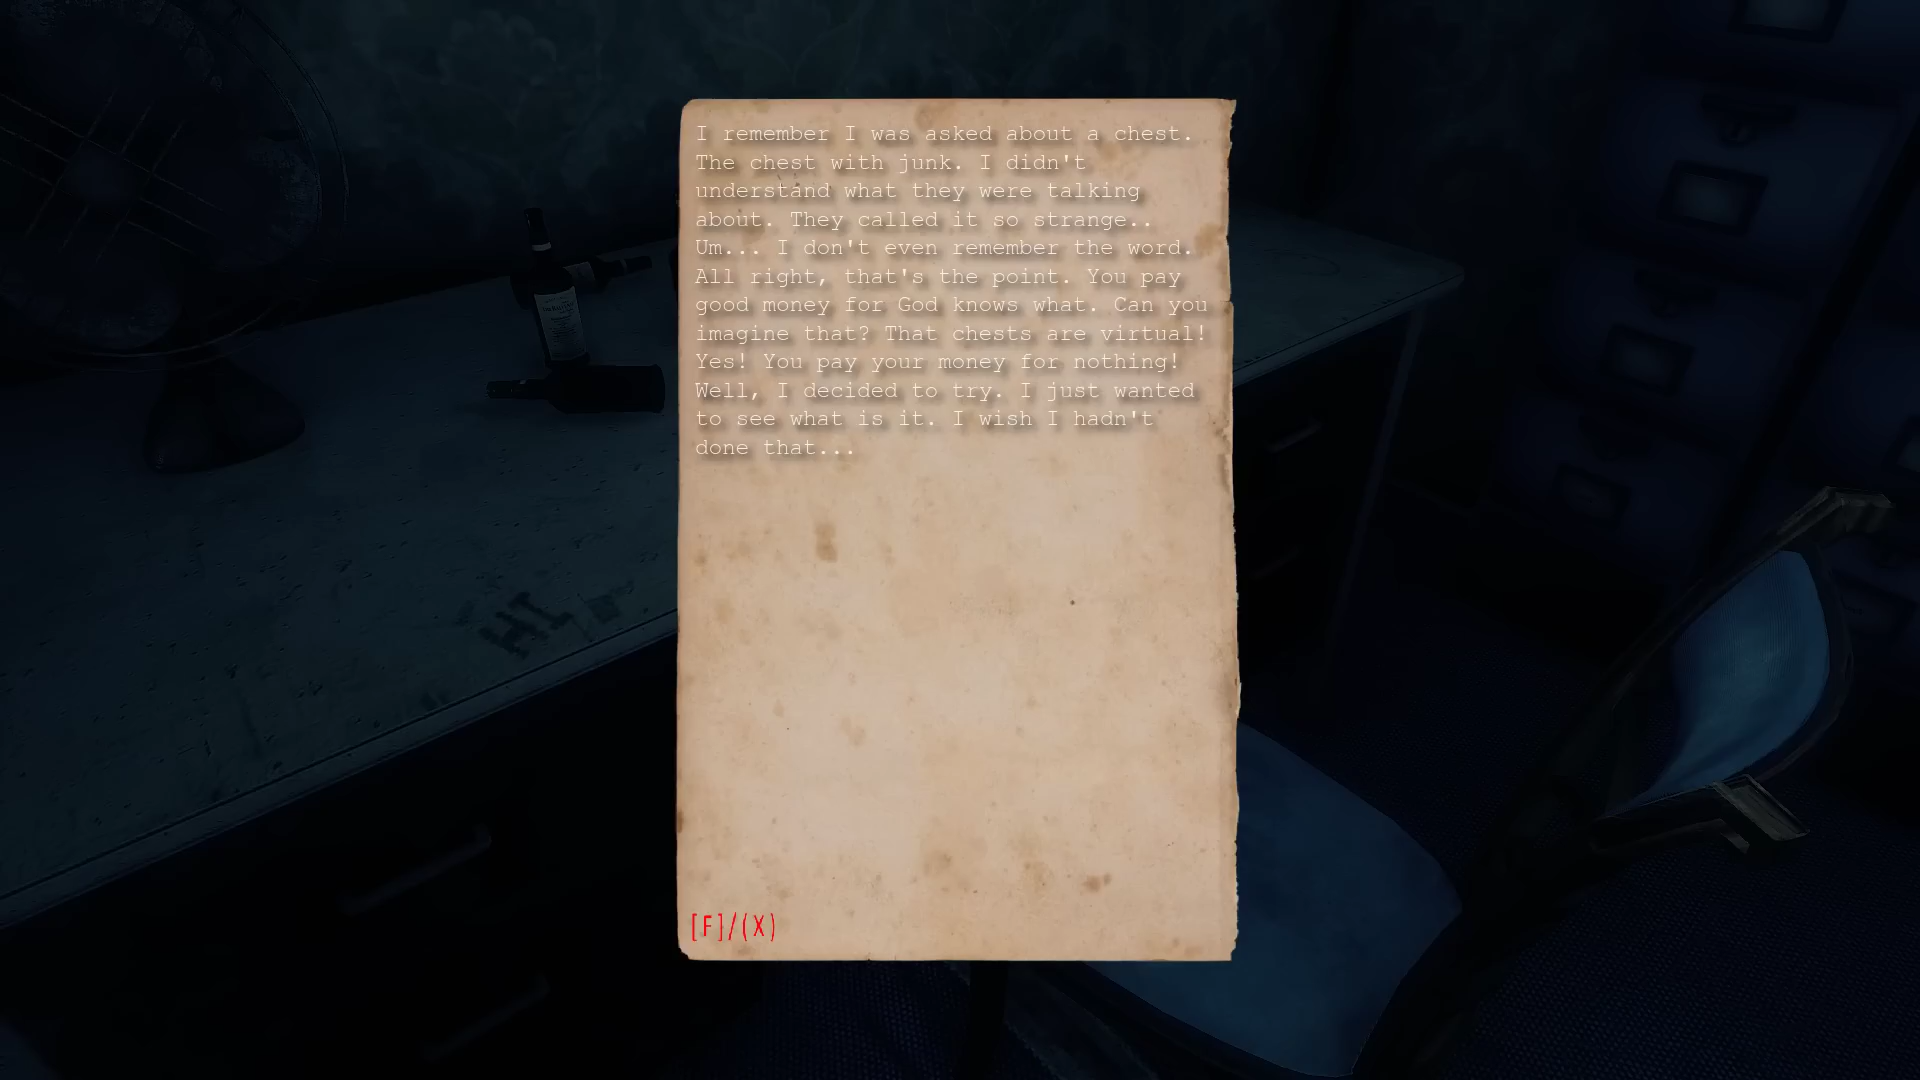 I remember I was asked about a chest.
The chest with junk. I didn't
understand what they were talking
about. They called it so strange..
Um... I don't even remember the word.
All right, that's the point. You pay
good money for God knows what. Can you
imagine that? That chests are virtual!
Yes! You pay your money for nothing!
Well, I decided to try. I just wanted
to see what is it. I wish I hadn't
done that...
HI
[F]/(X)